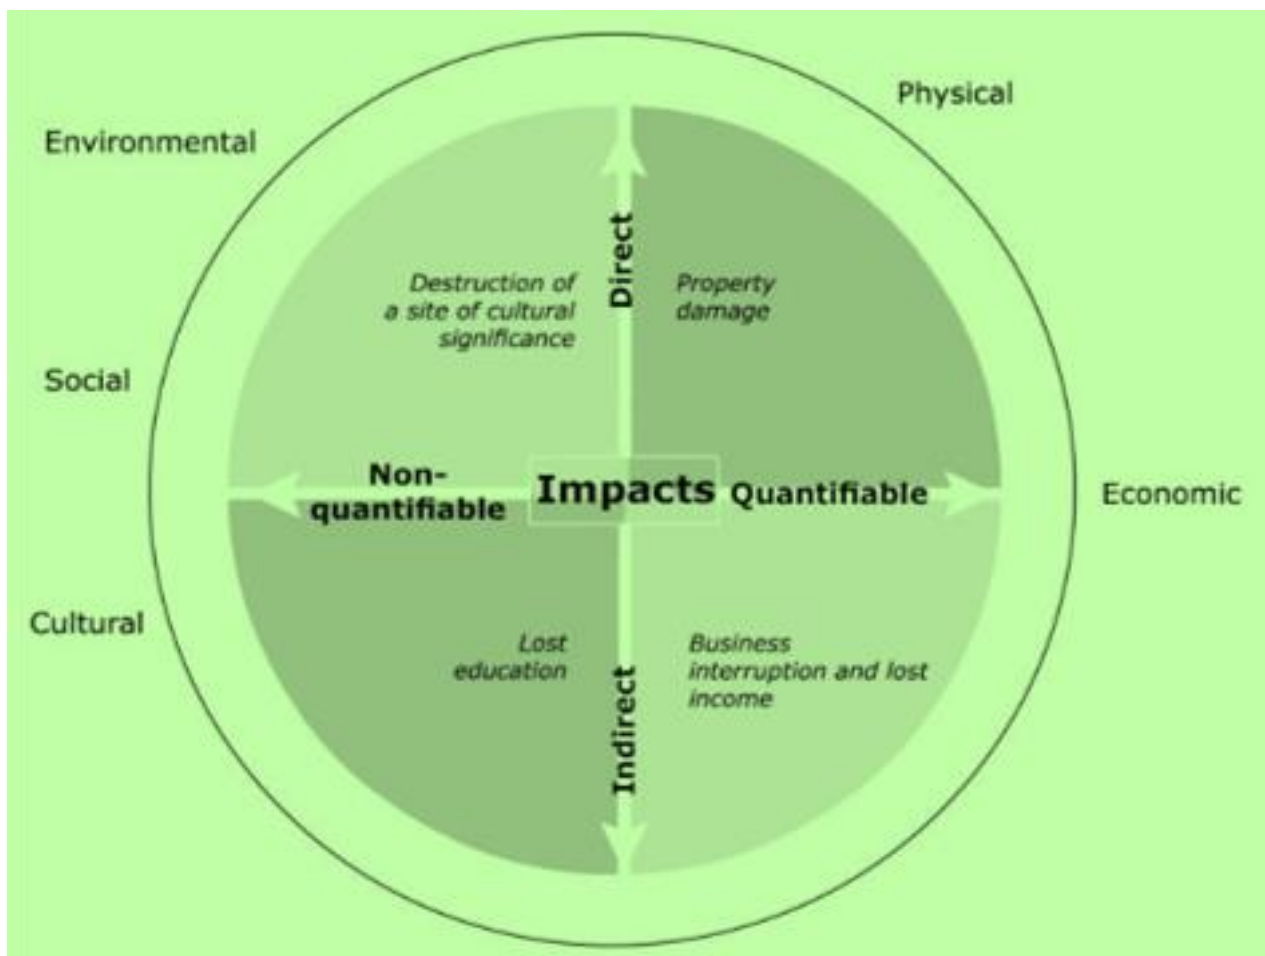 Physical
Environmental
Direct
Destruction of
a site of cultural
significance
Property
damage
Social
Non-
quantifiable
Impacts
Quantifiable
Economic
Cultural
Lost
education
Indirect
Business
interruption and lost
income